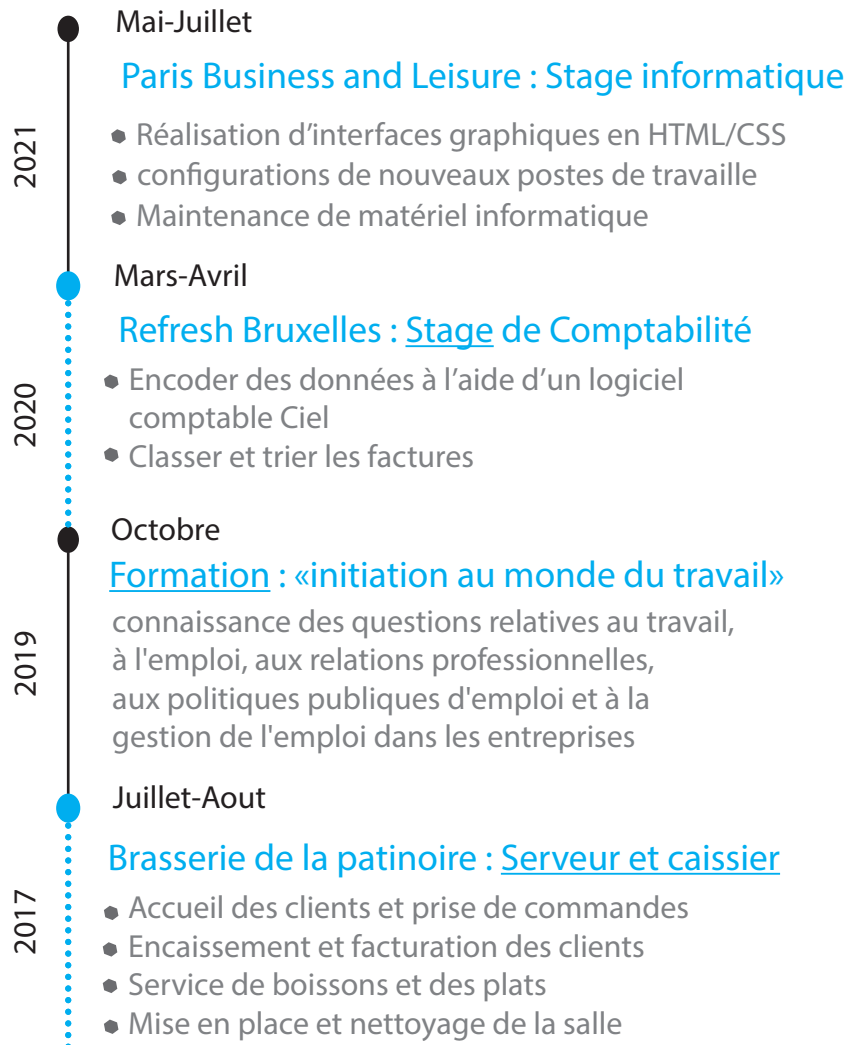 Mai-Juillet
Paris Business and Leisure : Stage informatique
2021
Réalisation d’interfaces graphiques en HTML/CSS
configurations de nouveaux postes de travaille
Maintenance de matériel informatique
Mars-Avril
Refresh Bruxelles : Stage de Comptabilité
2020
Encoder des données à l’aide d’un logiciel
comptable Ciel
Classer et trier les factures
Octobre
Formation : «initiation au monde du travail»
2019
connaissance des questions relatives au travail,
à l'emploi, aux relations professionnelles,
aux politiques publiques d'emploi et à la
gestion de l'emploi dans les entreprises
Juillet-Aout
Brasserie de la patinoire : Serveur et caissier
2017
Accueil des clients et prise de commandes
Encaissement et facturation des clients
Service de boissons et des plats
Mise en place et nettoyage de la salle